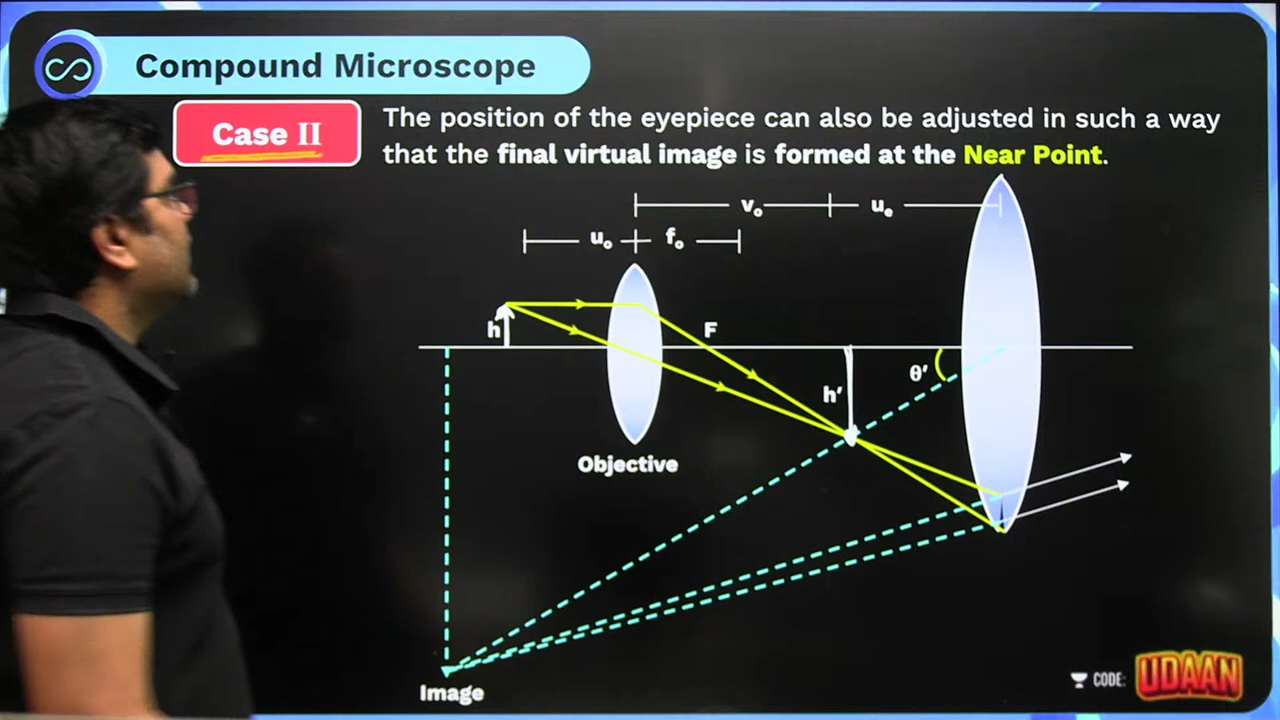 Compound Microscope
Case II
The position of the eyepiece can also be adjusted in such a way
that the final virtual image is formed at the Near Point.
vₒ
uₑ
uₒ
fₒ
h
F
h′
θ′
Objective
Image
CODE:
UDAAN